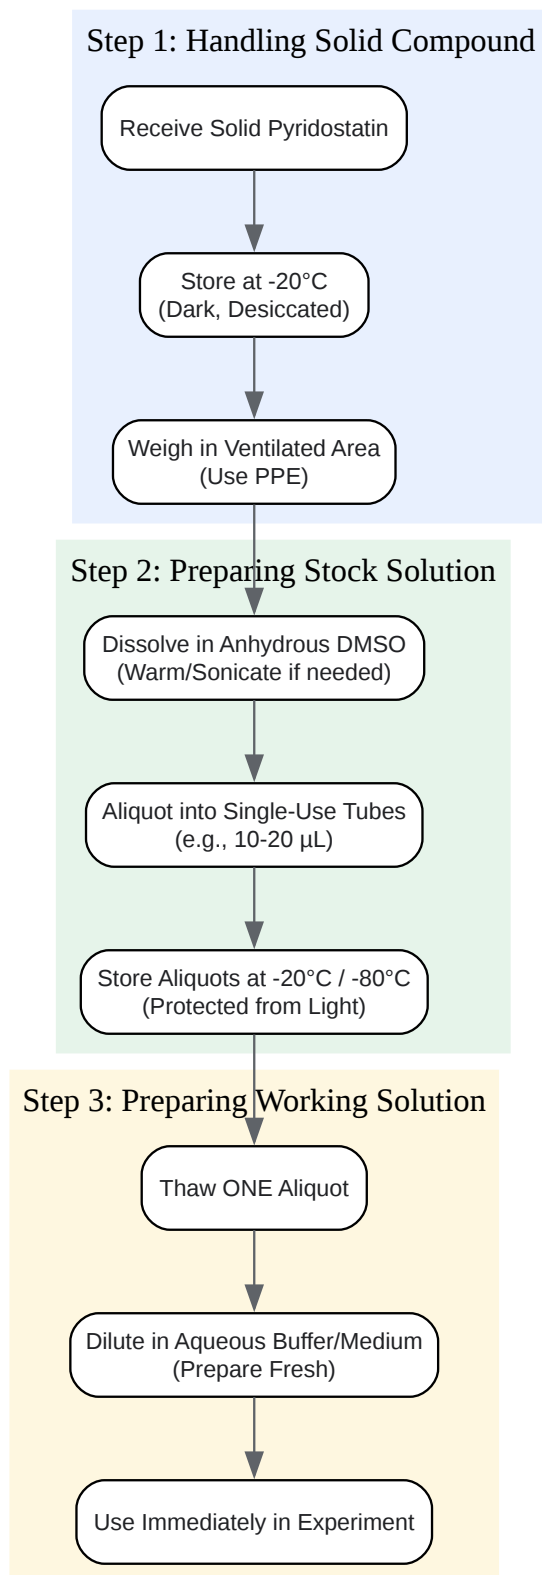 Step 1: Handling Solid Compound
Receive Solid Pyridostatin
Store at -20°C
(Dark, Desiccated)
Weigh in Ventilated Area
(Use PPE)
Step 2: Preparing Stock Solution
Dissolve in Anhydrous DMSO
(Warm/Sonicate if needed)
Aliquot into Single-Use Tubes
(e.g., 10-20 µL)
Store Aliquots at -20°C / -80°C
(Protected from Light)
Step 3: Preparing Working Solution
Thaw ONE Aliquot
Dilute in Aqueous Buffer/Medium
(Prepare Fresh)
Use Immediately in Experiment